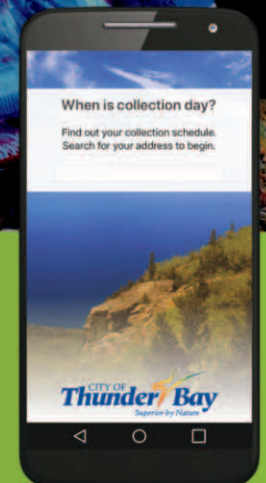 When is collection day?
Find out your collection schedule.
Search for your address to begin.
CITY OF
Thunder Bay
Superior by Nature